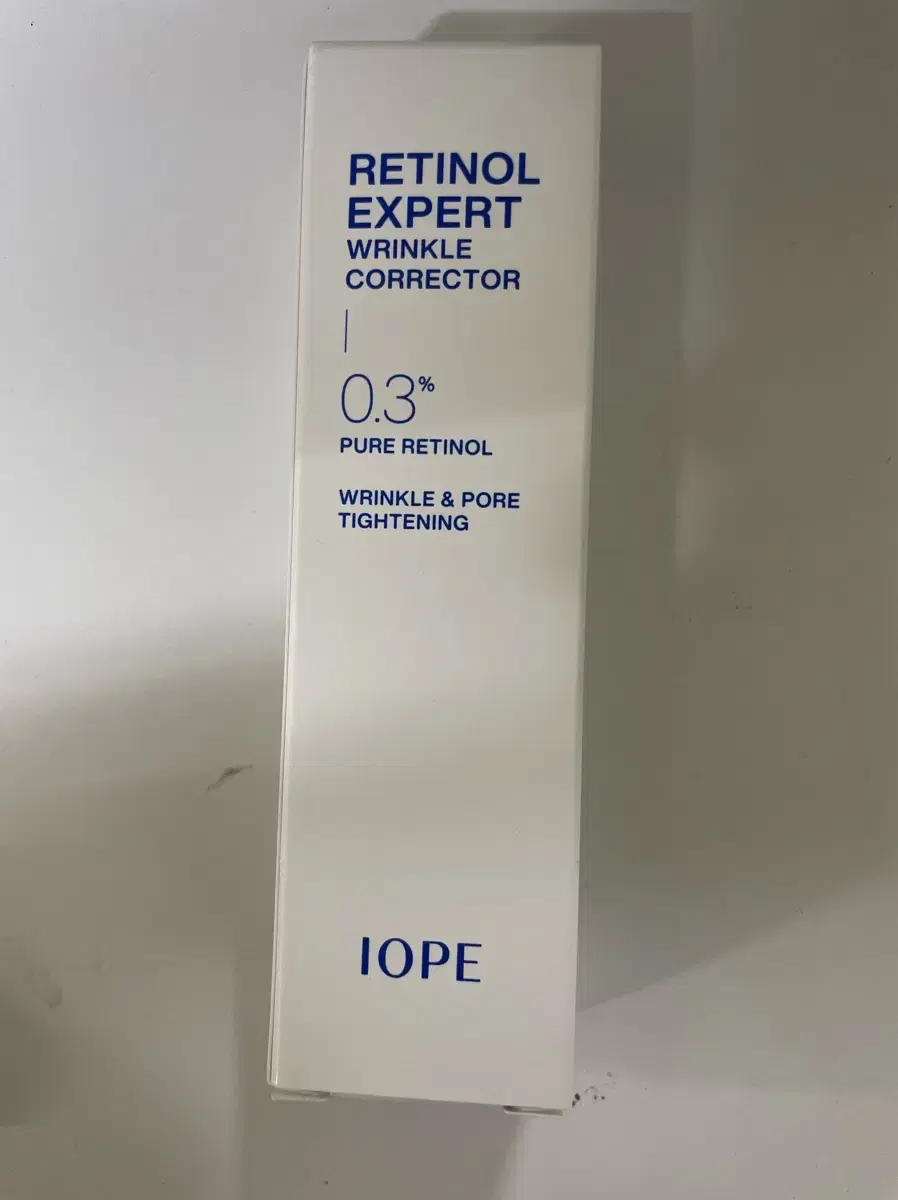 RETINOL
EXPERT
WRINKLE
CORRECTOR
0.3%
PURE RETINOL
WRINKLE & PORE
TIGHTENING
IOPE